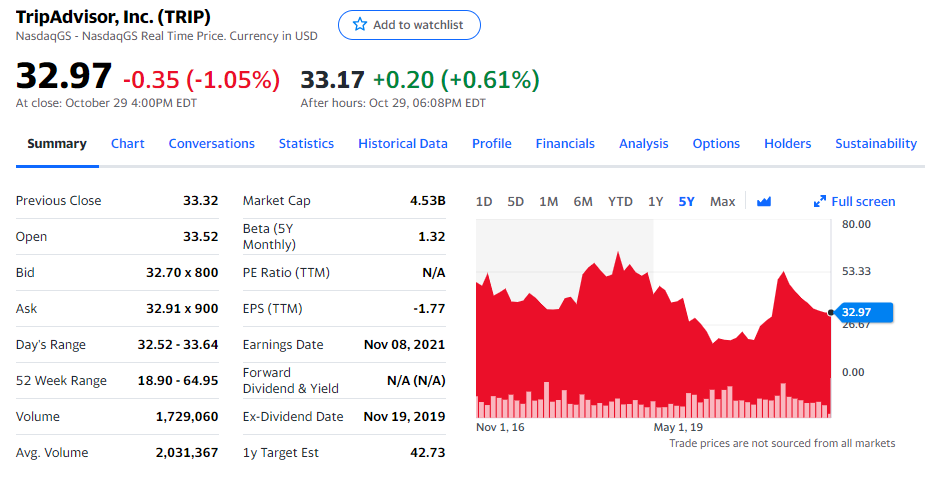 TripAdvisor, Inc. (TRIP)
NasdaqGS - NasdaqGS Real Time Price. Currency in USD
Add to watchlist
32.97 -0.35 (-1.05%)
At close: October 29 4:00PM EDT
33.17 +0.20 (+0.61%)
After hours: Oct 29, 06:08PM EDT
Summary Chart Conversations Statistics Historical Data Profile Financials Analysis Options Holders Sustainability
Previous Close 33.32
Open 33.52
Bid 32.70 x 800
Ask 32.91 x 900
Day's Range 32.52 - 33.64
52 Week Range 18.90 - 64.95
Volume 1,729,060
Avg. Volume 2,031,367
Market Cap 4.53B
Beta (5Y
Monthly) 1.32
PE Ratio (TTM) N/A
EPS (TTM) -1.77
Earnings Date Nov 08, 2021
Forward
Dividend & Yield N/A (N/A)
Ex-Dividend Date Nov 19, 2019
1y Target Est 42.73
1D 5D 1M 6M YTD 1Y 5Y Max Full screen
80.00
53.33
32.97
26.67
0.00
Nov 1, 16 May 1, 19
Trade prices are not sourced from all markets